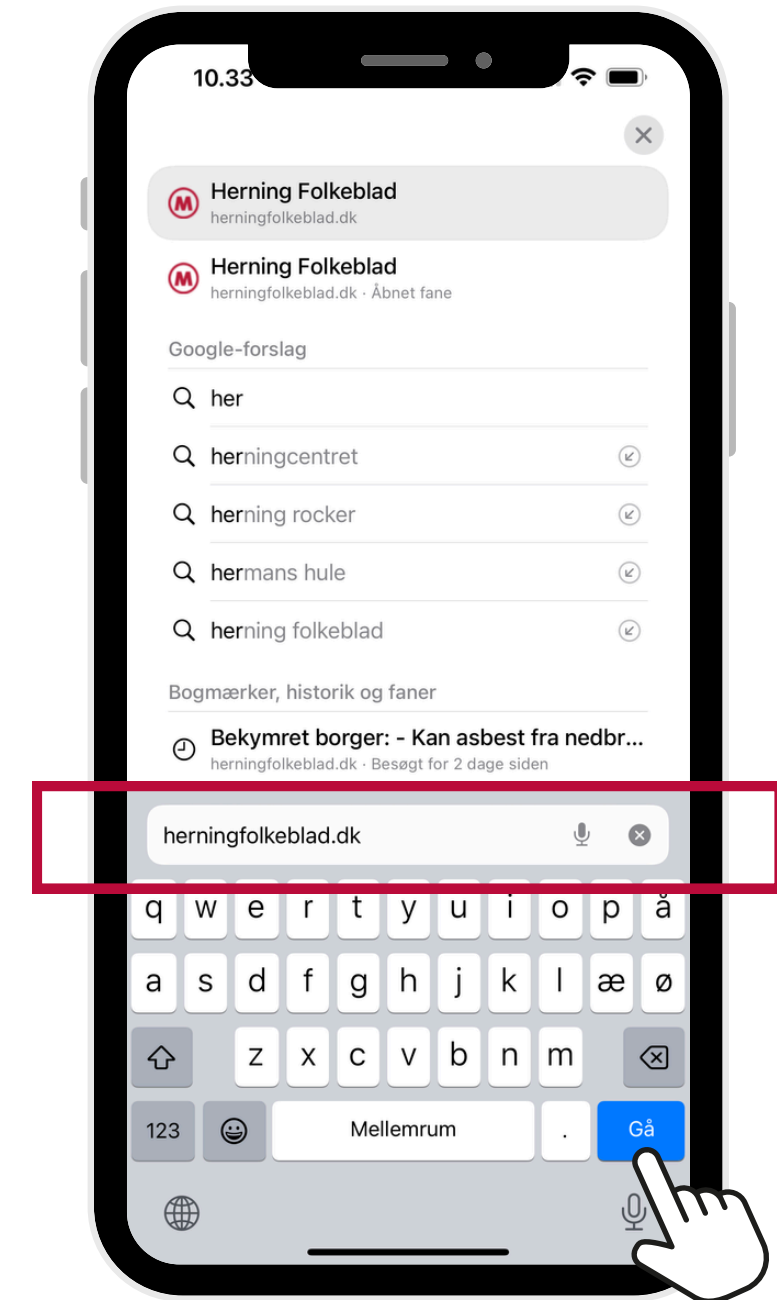 10.33
Herning Folkeblad
herningfolkeblad.dk
Herning Folkeblad
herningfolkeblad.dk · Åbnet fane
Google-forslag
her
herningcentret
herning rocker
hermans hule
herning folkeblad
Bogmærker, historik og faner
Bekymret borger: - Kan asbest fra nedbr...
herningfolkeblad.dk · Besøgt for 2 dage siden
herningfolkeblad.dk
q w e r t y u i o p å
a s d f g h j k l æ ø
z x c v b n m
123 Mellemrum . Gå